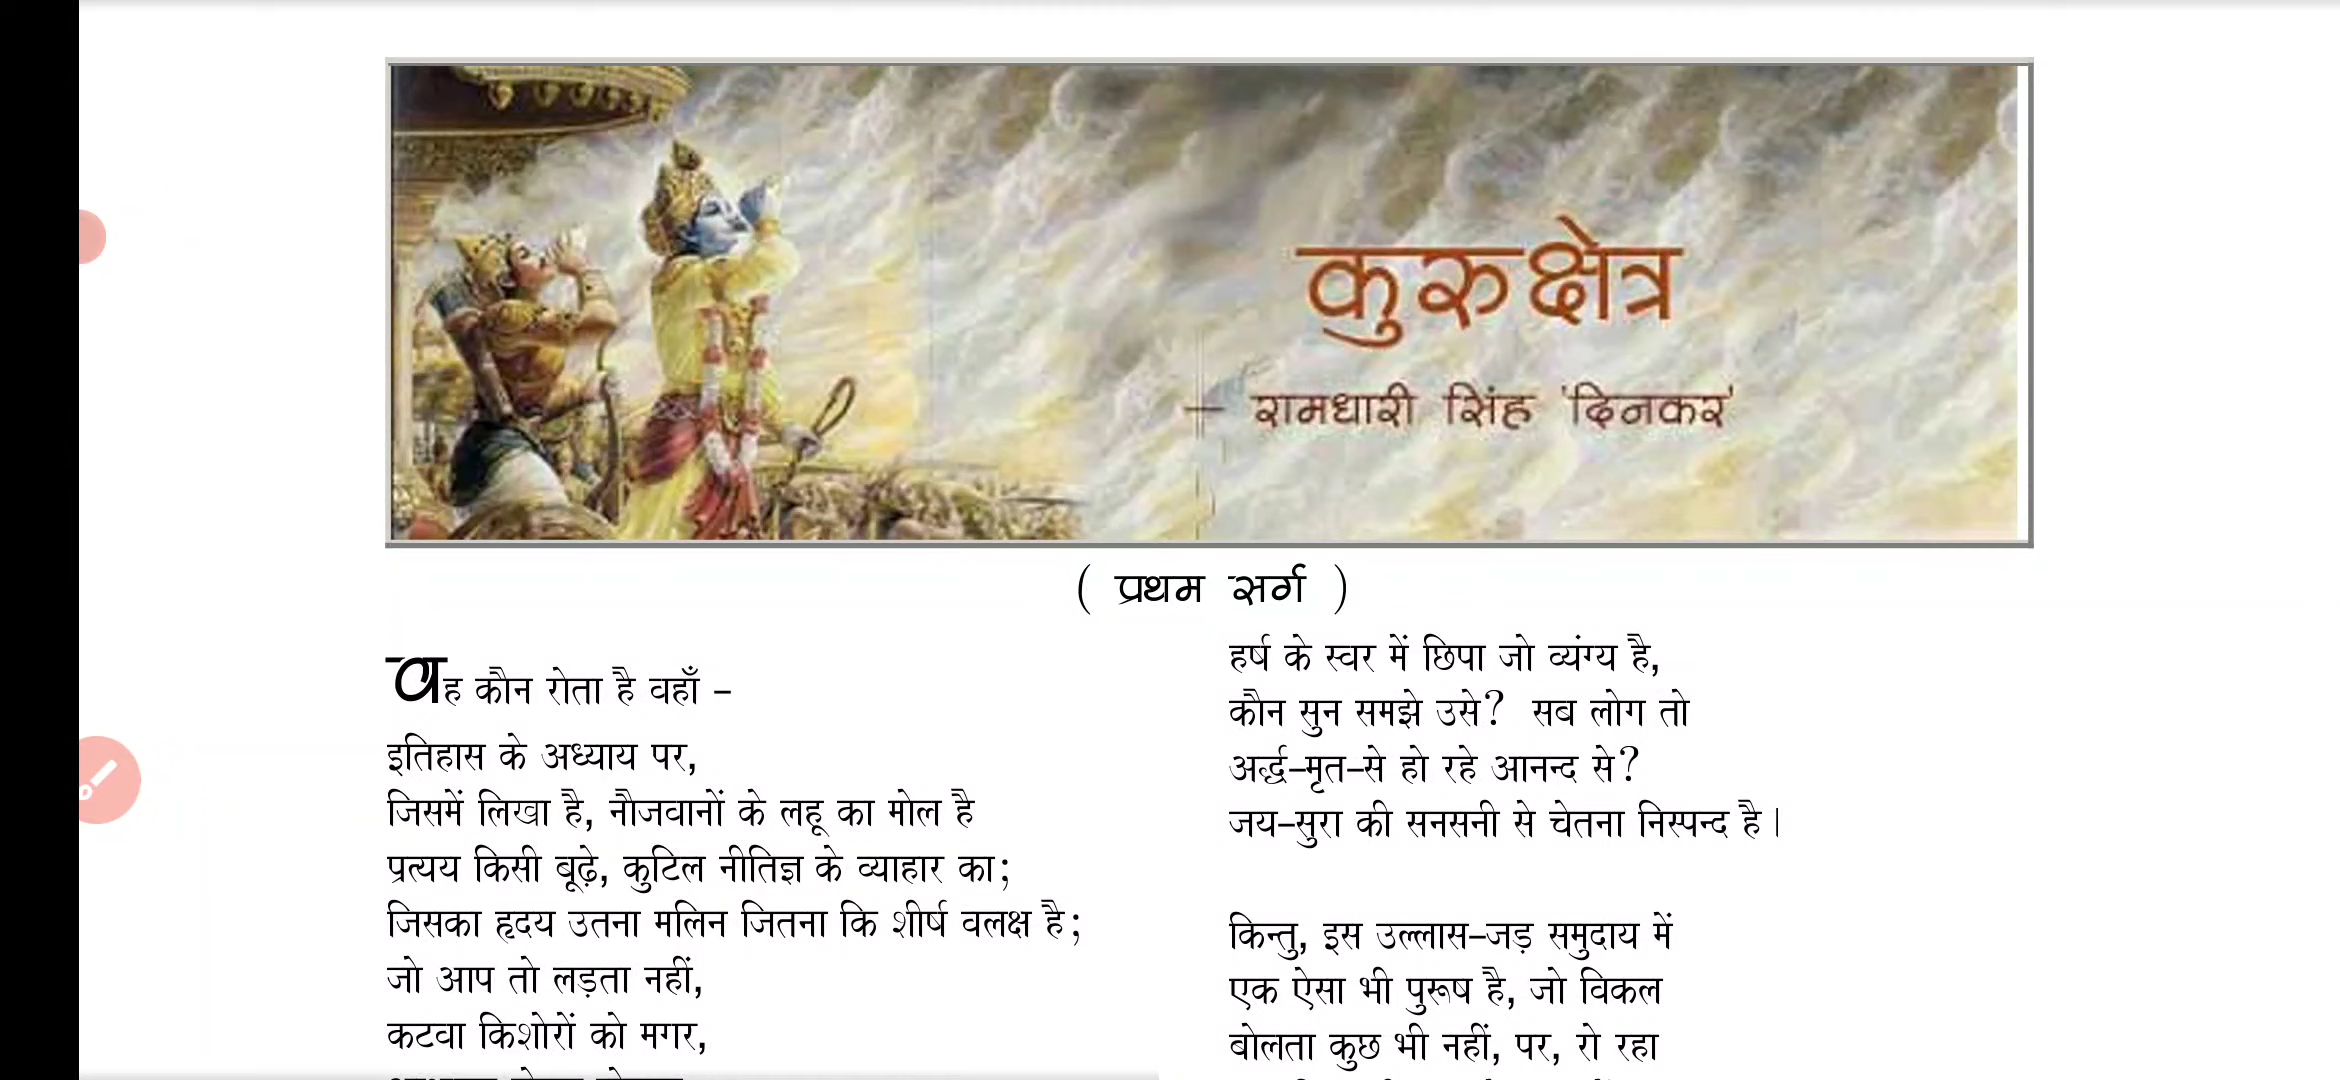 कुरुक्षेत्र
– रामधारी सिंह 'दिनकर'
( प्रथम सर्ग )
वह कौन रोता है वहाँ –
इतिहास के अध्याय पर,
जिसमें लिखा है, नौजवानों के लहू का मोल है
प्रत्यय किसी बूढ़े, कुटिल नीतिज्ञ के व्याहार का;
जिसका हृदय उतना मलिन जितना कि शीर्ष वलक्ष है;
जो आप तो लड़ता नहीं,
कटवा किशोरों को मगर,
हर्ष के स्वर में छिपा जो व्यंग्य है,
कौन सुन समझे उसे? सब लोग तो
अर्द्ध-मृत-से हो रहे आनन्द से?
जय-सुरा की सनसनी से चेतना निस्पन्द है।
किन्तु, इस उल्लास-जड़ समुदाय में
एक ऐसा भी पुरूष है, जो विकल
बोलता कुछ भी नहीं, पर, रो रहा